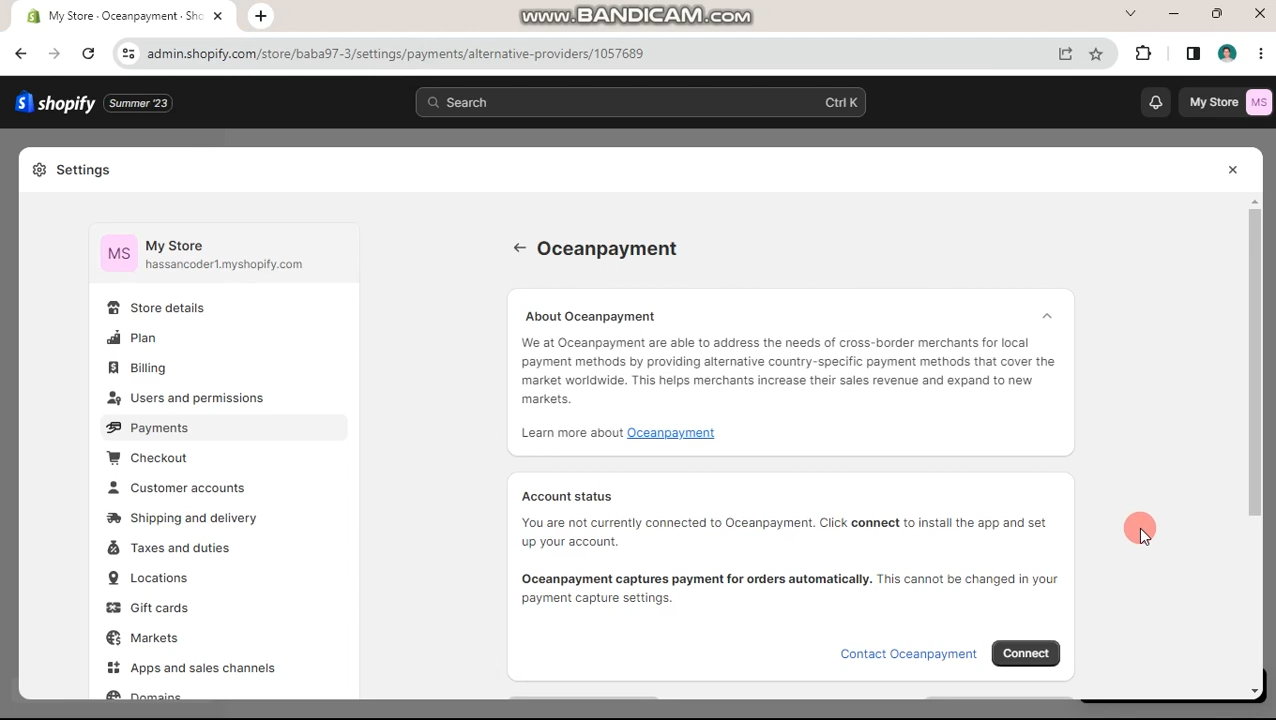 My Store · Oceanpayment · Sho
www.BANDICAM.com
admin.shopify.com/store/baba97-3/settings/payments/alternative-providers/1057689
shopify
Summer '23
Search
Ctrl K
My Store
MS
Settings
MS
My Store
hassancoder1.myshopify.com
Store details
Plan
Billing
Users and permissions
Payments
Checkout
Customer accounts
Shipping and delivery
Taxes and duties
Locations
Gift cards
Markets
Apps and sales channels
Domains
Oceanpayment
About Oceanpayment
We at Oceanpayment are able to address the needs of cross-border merchants for local
payment methods by providing alternative country-specific payment methods that cover the
market worldwide. This helps merchants increase their sales revenue and expand to new
markets.
Learn more about Oceanpayment
Account status
You are not currently connected to Oceanpayment. Click connect to install the app and set
up your account.
Oceanpayment captures payment for orders automatically. This cannot be changed in your
payment capture settings.
Contact Oceanpayment
Connect